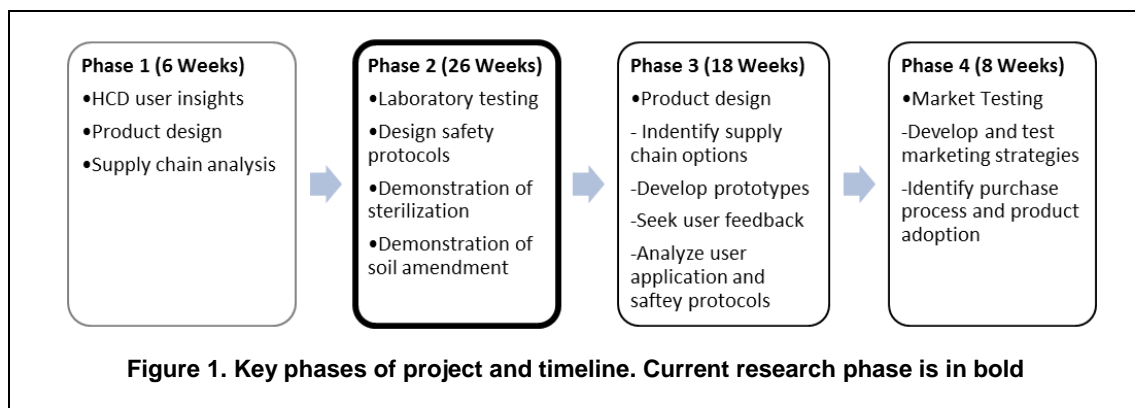 Phase 1 (6 Weeks)
•HCD user insights
•Product design
•Supply chain analysis
Phase 2 (26 Weeks)
•Laboratory testing
•Design safety
protocols
•Demonstration of
sterilization
•Demonstration of
soil amendment
Phase 3 (18 Weeks)
•Product design
- Indentify supply
chain options
-Develop prototypes
-Seek user feedback
-Analyze user
application and
saftey protocols
Phase 4 (8 Weeks)
•Market Testing
-Develop and test
marketing strategies
-Identify purchase
process and product
adoption
Figure 1. Key phases of project and timeline. Current research phase is in bold